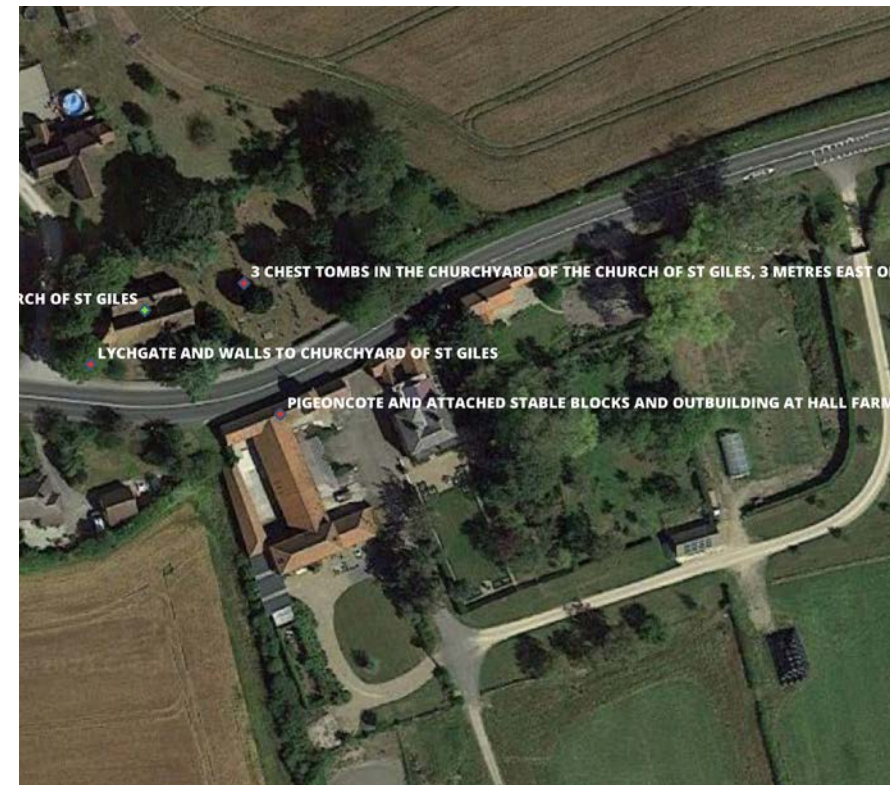 3 CHEST TOMBS IN THE CHURCHYARD OF THE CHURCH OF ST GILES, 3 METRES EAST O
RCH OF ST GILES
LYCHGATE AND WALLS TO CHURCHYARD OF ST GILES
PIGEONCOTE AND ATTACHED STABLE BLOCKS AND OUTBUILDING AT HALL FARM